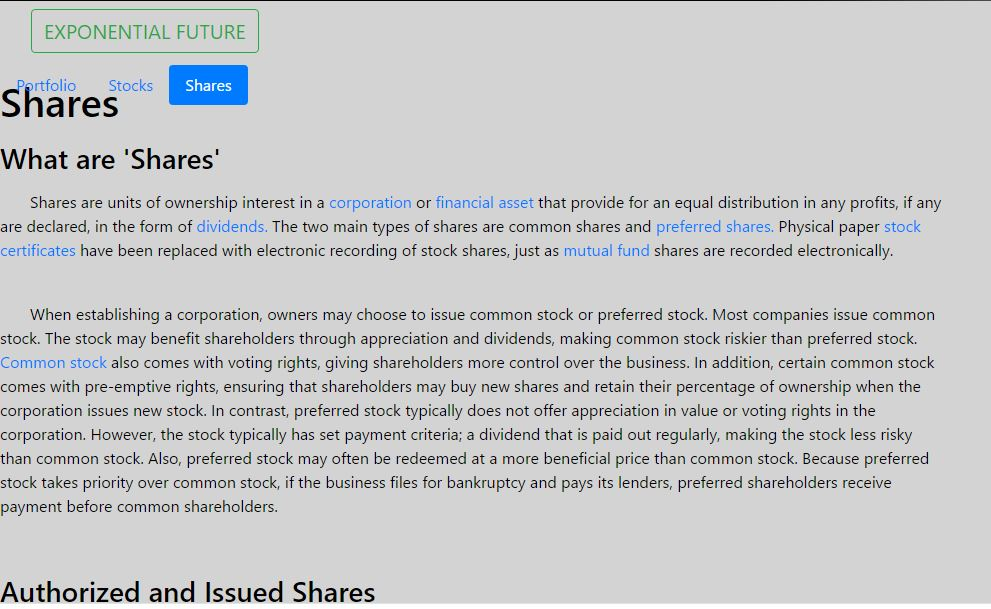 EXPONENTIAL FUTURE
Portfolio Stocks Shares
Shares
What are 'Shares'
Shares are units of ownership interest in a corporation or financial asset that provide for an equal distribution in any profits, if any
are declared, in the form of dividends. The two main types of shares are common shares and preferred shares. Physical paper stock
certificates have been replaced with electronic recording of stock shares, just as mutual fund shares are recorded electronically.
When establishing a corporation, owners may choose to issue common stock or preferred stock. Most companies issue common
stock. The stock may benefit shareholders through appreciation and dividends, making common stock riskier than preferred stock.
Common stock also comes with voting rights, giving shareholders more control over the business. In addition, certain common stock
comes with pre-emptive rights, ensuring that shareholders may buy new shares and retain their percentage of ownership when the
corporation issues new stock. In contrast, preferred stock typically does not offer appreciation in value or voting rights in the
corporation. However, the stock typically has set payment criteria; a dividend that is paid out regularly, making the stock less risky
than common stock. Also, preferred stock may often be redeemed at a more beneficial price than common stock. Because preferred
stock takes priority over common stock, if the business files for bankruptcy and pays its lenders, preferred shareholders receive
payment before common shareholders.
Authorized and Issued Shares